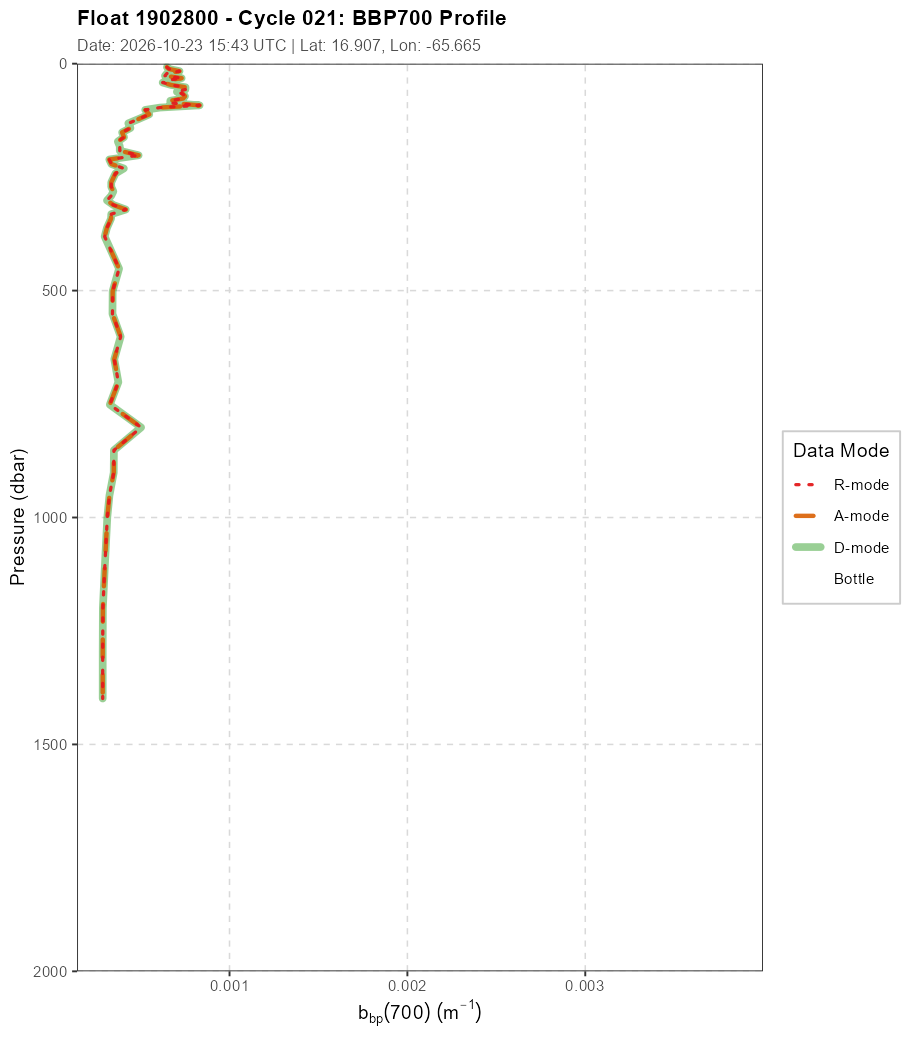 Float 1902800 - Cycle 021: BBP700 Profile
Date: 2026-10-23 15:43 UTC | Lat: 16.907, Lon: -65.665
0
500
1000
1500
2000
Pressure (dbar)
0.001
0.002
0.003
b_bp(700) (m⁻¹)
Data Mode
R-mode
A-mode
D-mode
Bottle